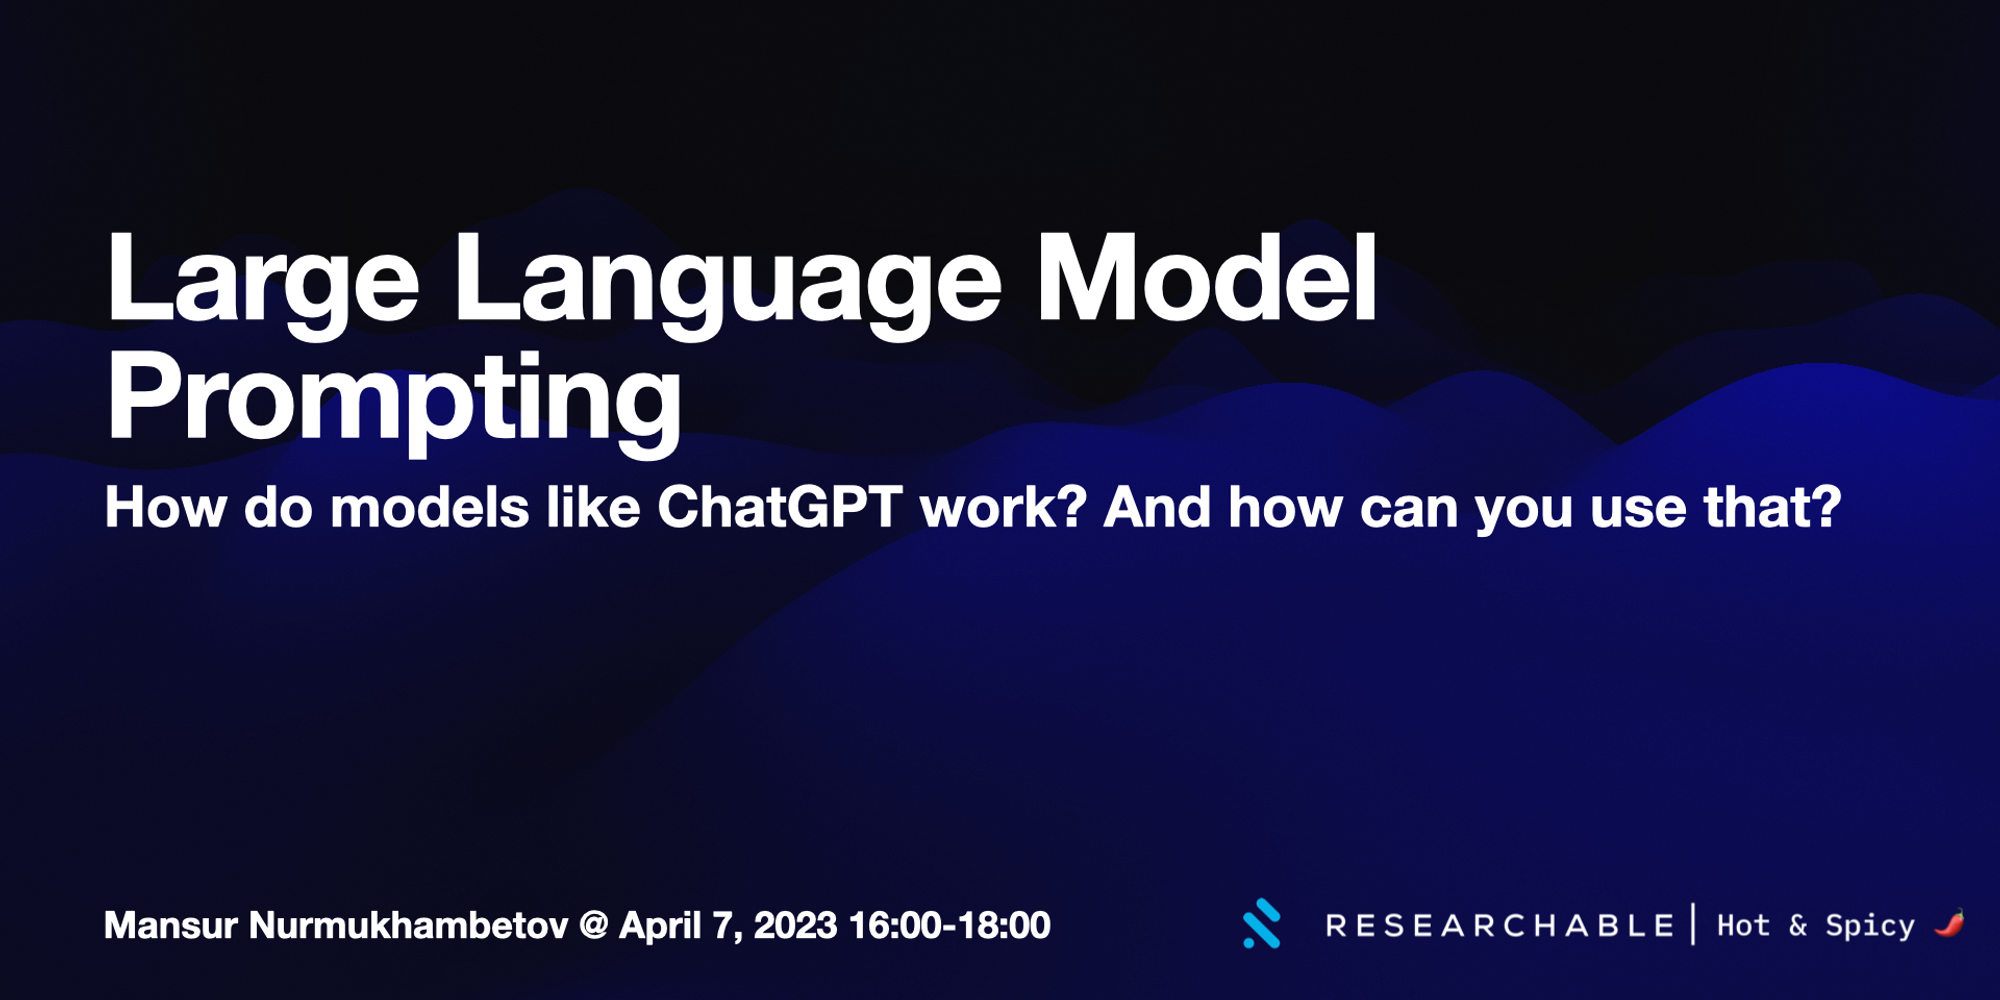 Large Language Model
Prompting
How do models like ChatGPT work? And how can you use that?
Mansur Nurmukhambetov @ April 7, 2023 16:00-18:00
RESEARCHABLE | Hot & Spicy 🌶️